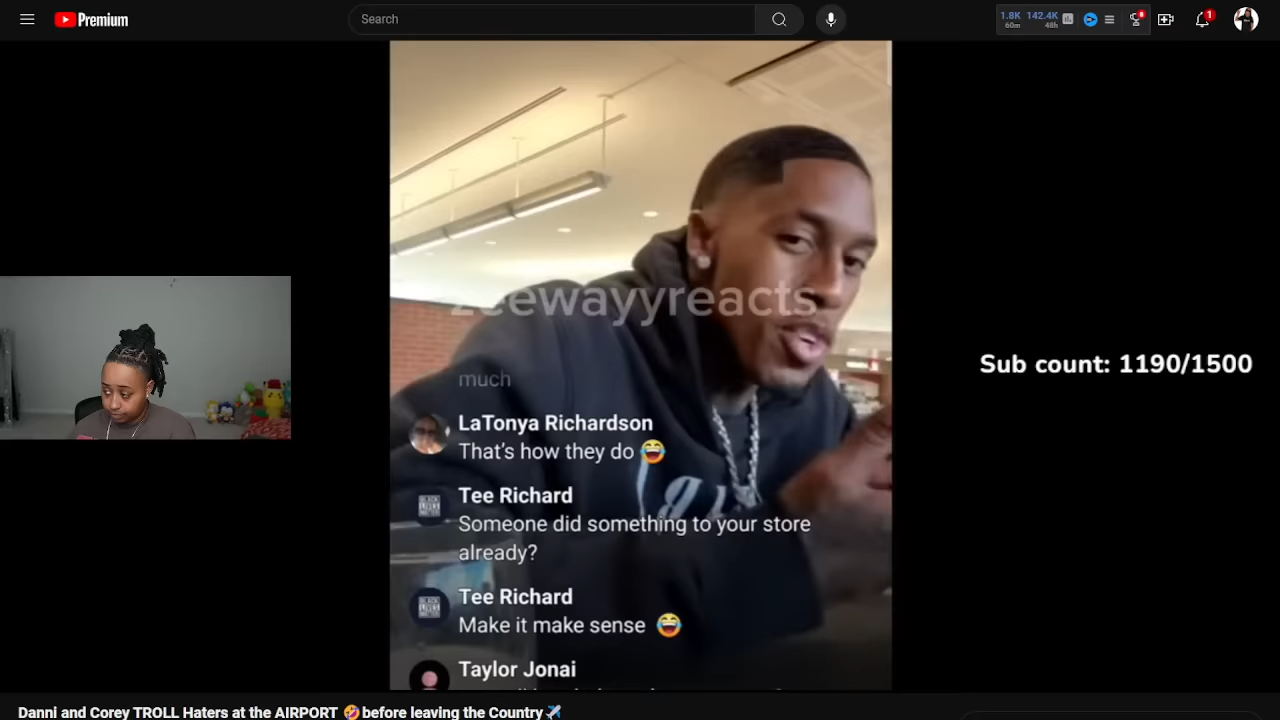 Premium
Search
1.8K 142.4K
60m 48h
8
1
zeewayyreacts
much
LaTonya Richardson
That's how they do 😂
Tee Richard
Someone did something to your store
already?
Tee Richard
Make it make sense 😂
Taylor Jonai
Sub count: 1190/1500
Danni and Corey TROLL Haters at the AIRPORT 🤣before leaving the Country✈️